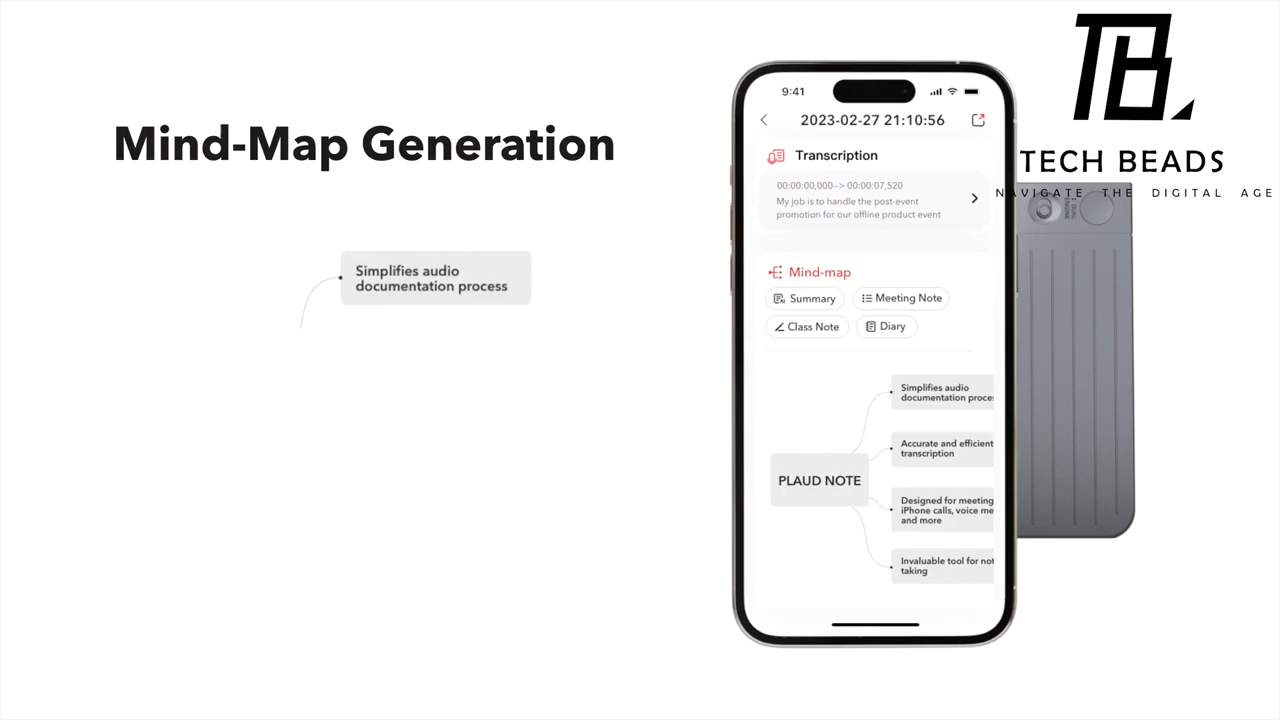 Mind-Map Generation
Simplifies audio
documentation process
9:41
2023-02-27 21:10:56
Transcription
00:00:00,000--> 00:00:07,520
My job is to handle the post-event
promotion for our offline product event
Mind-map
Summary
Meeting Note
Class Note
Diary
PLAUD NOTE
Simplifies audio
documentation proce
Accurate and efficient
transcription
Designed for meeting
iPhone calls, voice me
and more
Invaluable tool for not
taking
TB
TECH BEADS
NAVIGATE THE DIGITAL AGE
DUAL
ENGINE